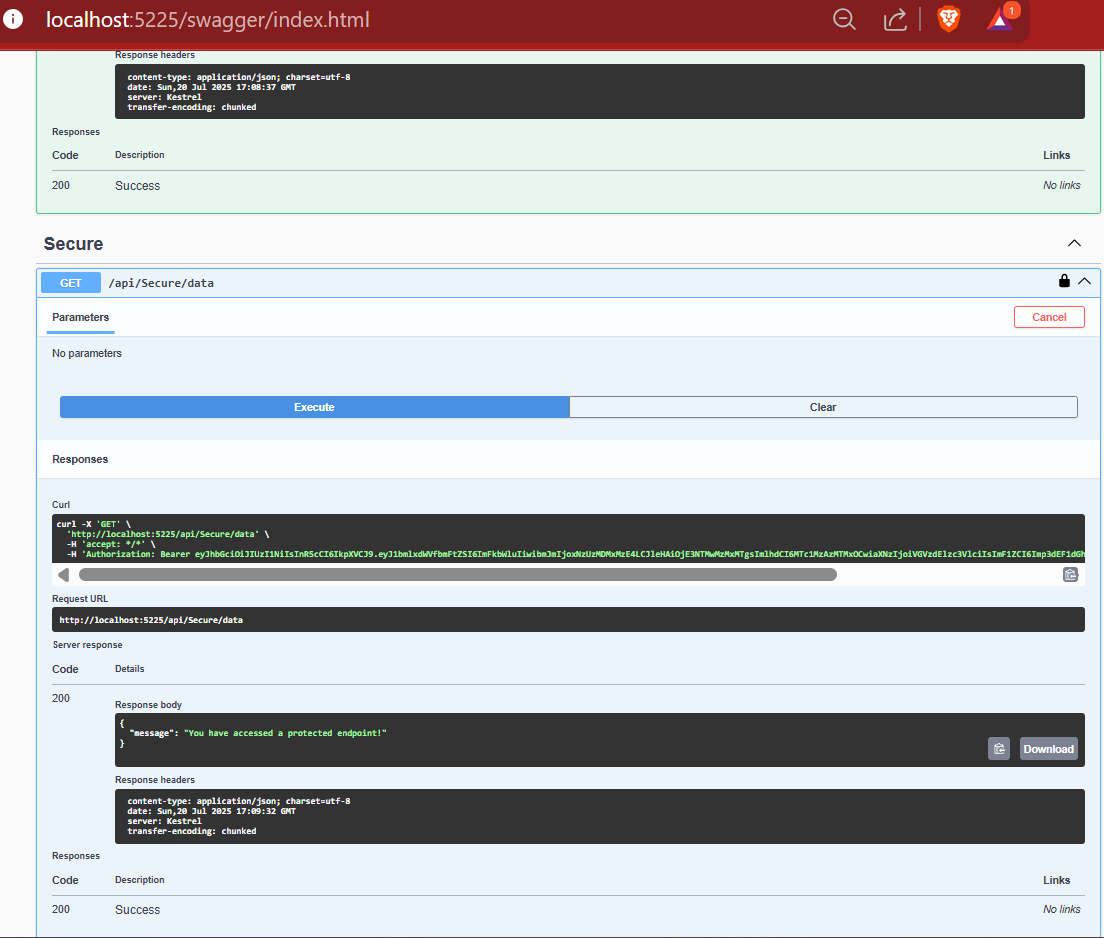 localhost:5225/swagger/index.html
1
Response headers
content-type: application/json; charset=utf-8
date: Sun,20 Jul 2025 17:08:37 GMT
server: Kestrel
transfer-encoding: chunked
Responses
Code Description Links
200 Success No links
Secure
GET /api/Secure/data
Parameters Cancel
No parameters
Execute Clear
Responses
Curl
curl -X 'GET' \
'http://localhost:5225/api/Secure/data' \
-H 'accept: */*' \
-H 'Authorization: Bearer
Request URL
http://localhost:5225/api/Secure/data
Server response
Code Details
200
Response body
{
"message": "You have accessed a protected endpoint!"
}
Download
Response headers
content-type: application/json; charset=utf-8
date: Sun,20 Jul 2025 17:09:32 GMT
server: Kestrel
transfer-encoding: chunked
Responses
Code Description Links
200 Success No links